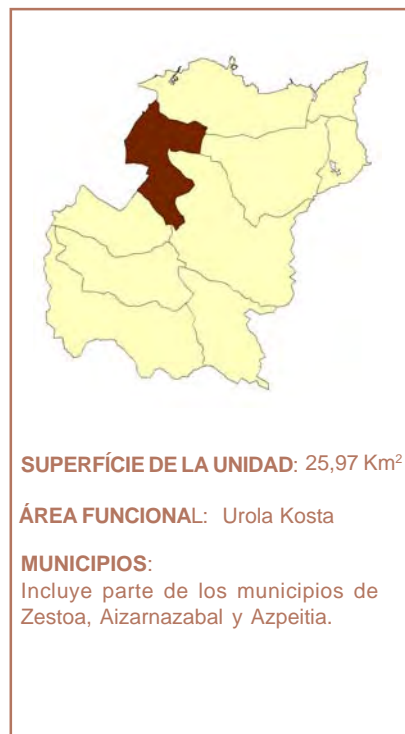 SUPERFÍCIE DE LA UNIDAD: 25,97 Km²
ÁREA FUNCIONAL: Urola Kosta
MUNICIPIOS:
Incluye parte de los municipios de
Zestoa, Aizarnazabal y Azpeitia.